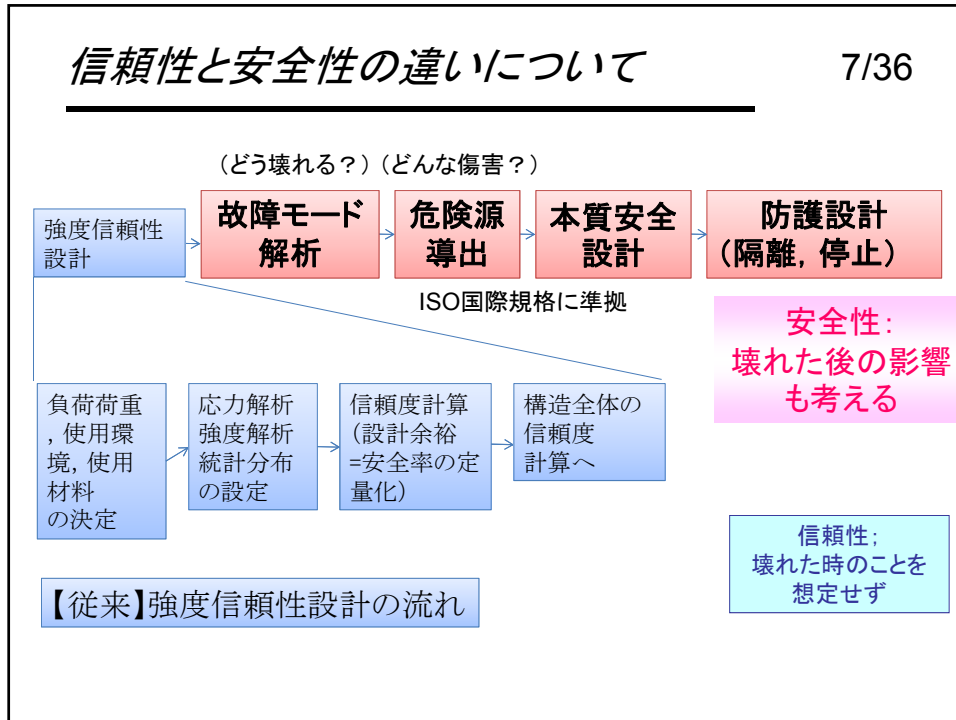 信頼性と安全性の違いについて
7/36
（どう壊れる？）（どんな傷害？）
強度信頼性
設計
故障モード
解析
危険源
導出
本質安全
設計
防護設計
（隔離，停止）
ISO国際規格に準拠
安全性：
壊れた後の影響
も考える
負荷荷重
，使用環
境，使用
材料
の決定
応力解析
強度解析
統計分布
の設定
信頼度計算
（設計余裕
=安全率の定
量化）
構造全体の
信頼度
計算へ
信頼性；
壊れた時のことを
想定せず
【従来】強度信頼性設計の流れ